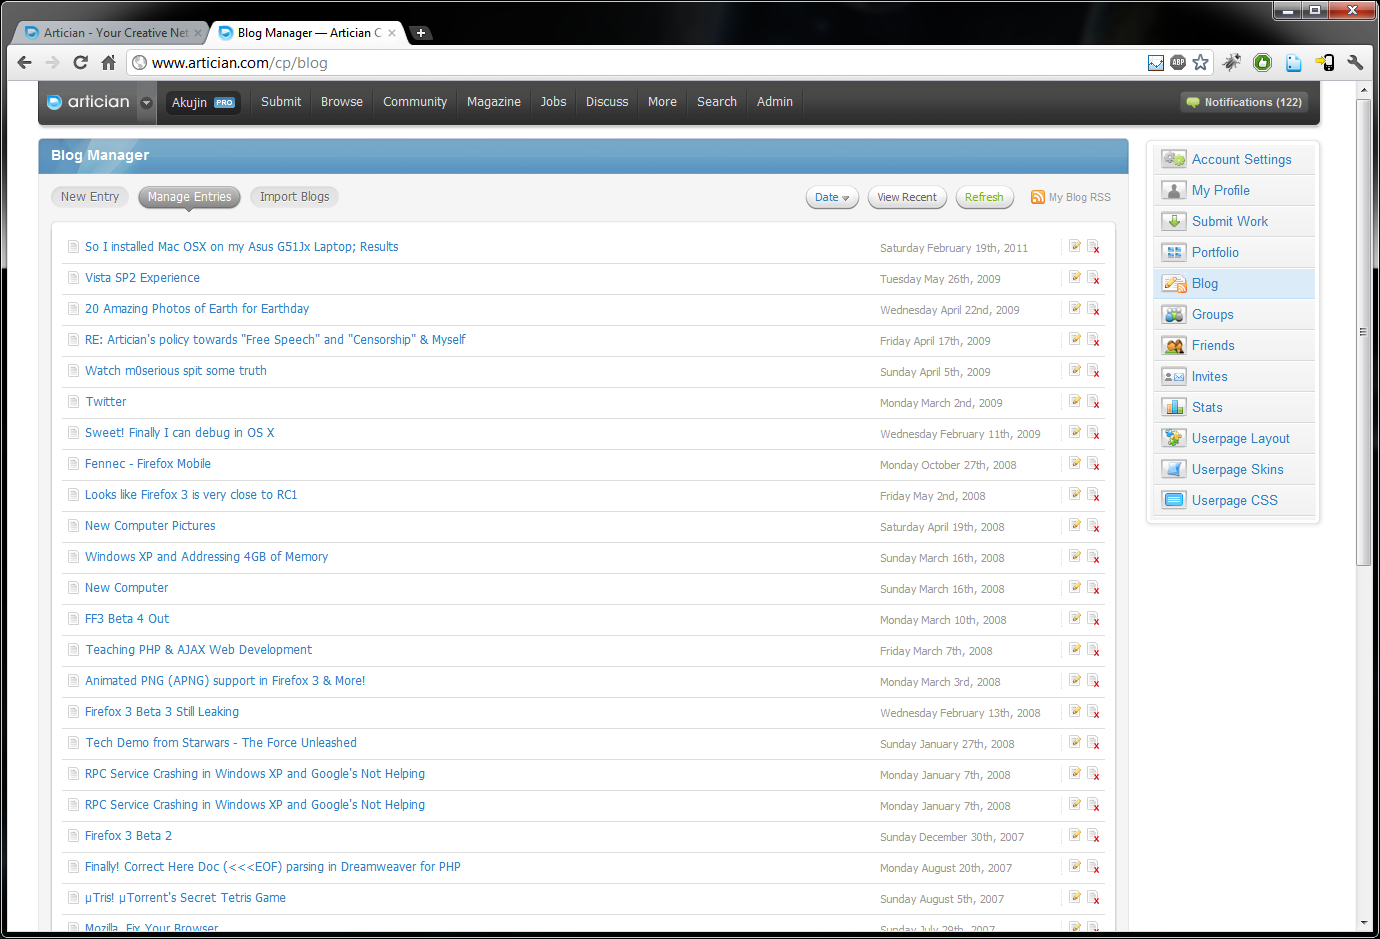 Artician - Your Creative Net
Blog Manager — Artician C
www.artician.com/cp/blog
ABP
artician
Akujin PRO Submit Browse Community Magazine Jobs Discuss More Search Admin
Notifications (122)
Blog Manager
New Entry Manage Entries Import Blogs
Date View Recent Refresh My Blog RSS
So I installed Mac OSX on my Asus G51Jx Laptop; Results Saturday February 19th, 2011
Vista SP2 Experience Tuesday May 26th, 2009
20 Amazing Photos of Earth for Earthday Wednesday April 22nd, 2009
RE: Artician's policy towards "Free Speech" and "Censorship" & Myself Friday April 17th, 2009
Watch m0serious spit some truth Sunday April 5th, 2009
Twitter Monday March 2nd, 2009
Sweet! Finally I can debug in OS X Wednesday February 11th, 2009
Fennec - Firefox Mobile Monday October 27th, 2008
Looks like Firefox 3 is very close to RC1 Friday May 2nd, 2008
New Computer Pictures Saturday April 19th, 2008
Windows XP and Addressing 4GB of Memory Sunday March 16th, 2008
New Computer Sunday March 16th, 2008
FF3 Beta 4 Out Monday March 10th, 2008
Teaching PHP & AJAX Web Development Friday March 7th, 2008
Animated PNG (APNG) support in Firefox 3 & More! Monday March 3rd, 2008
Firefox 3 Beta 3 Still Leaking Wednesday February 13th, 2008
Tech Demo from Starwars - The Force Unleashed Sunday January 27th, 2008
RPC Service Crashing in Windows XP and Google's Not Helping Monday January 7th, 2008
RPC Service Crashing in Windows XP and Google's Not Helping Monday January 7th, 2008
Firefox 3 Beta 2 Sunday December 30th, 2007
Finally! Correct Here Doc (<<<EOF) parsing in Dreamweaver for PHP Monday August 20th, 2007
µTris! µTorrent's Secret Tetris Game Sunday August 5th, 2007
Mozilla, Fix Your Browser Sunday July 29th, 2007
Account Settings
My Profile
Submit Work
Portfolio
Blog
Groups
Friends
Invites
Stats
Userpage Layout
Userpage Skins
Userpage CSS